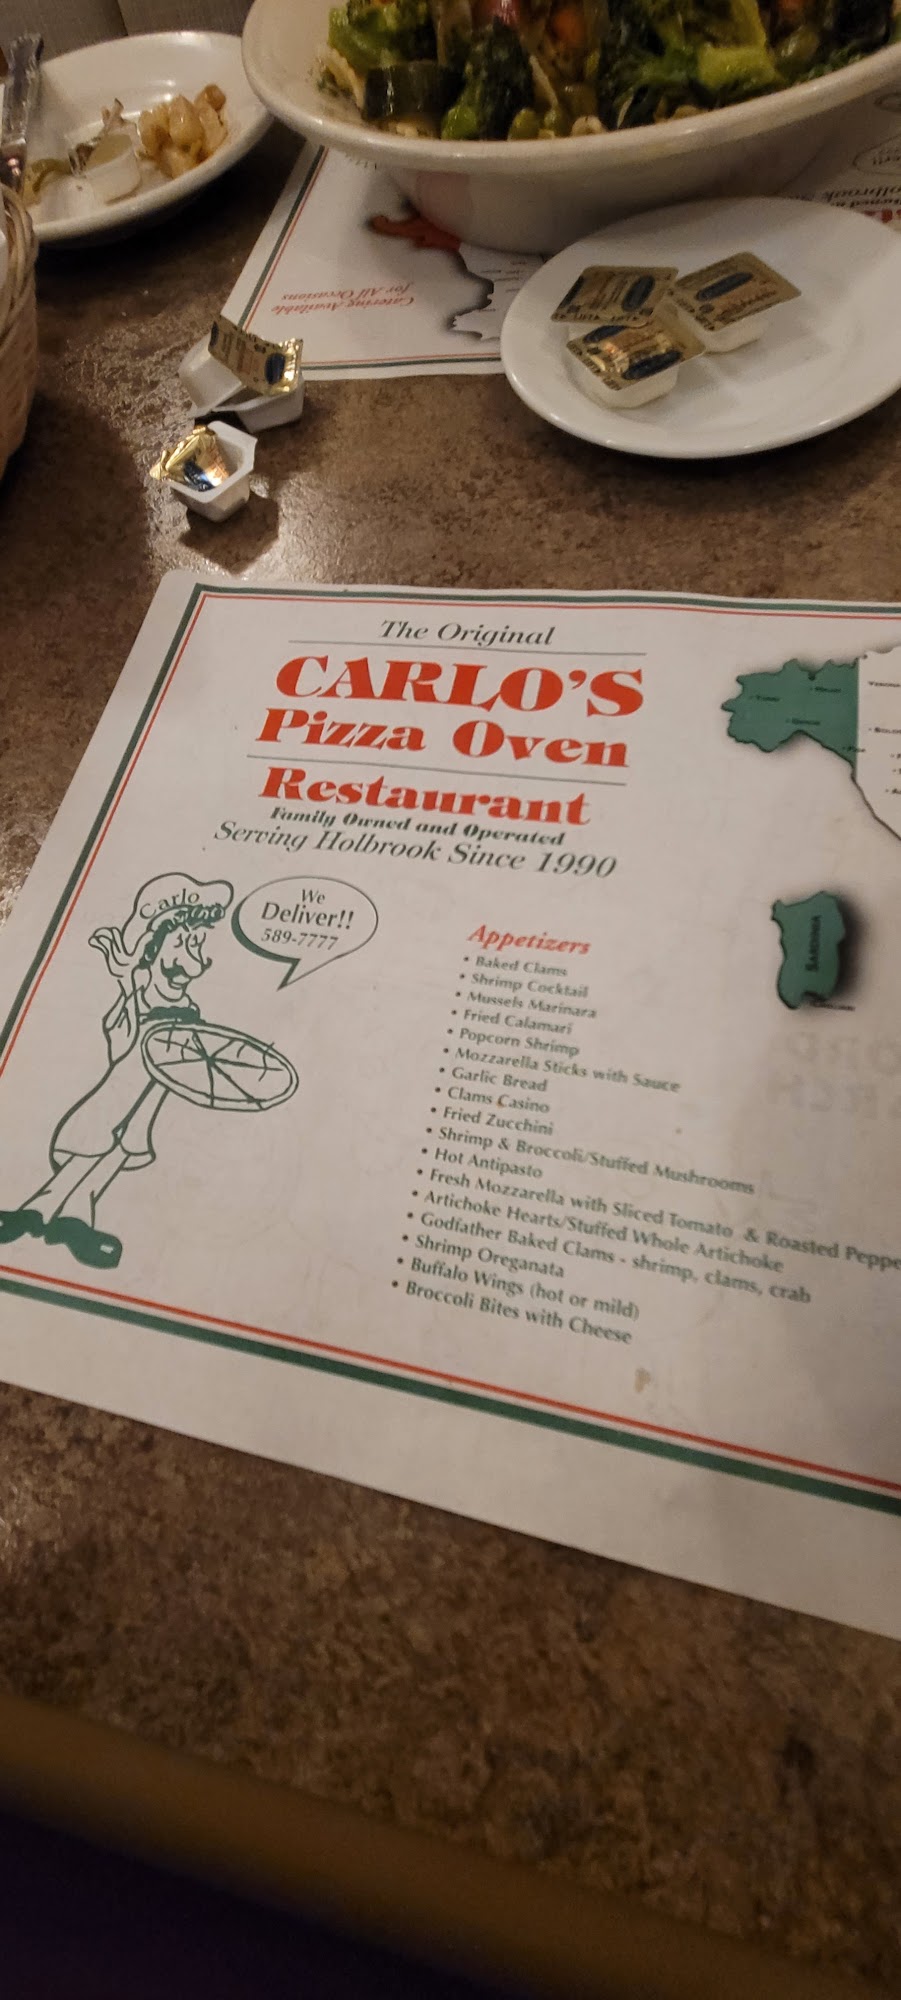 Catering Available
for All Occasions
The Original
CARLO'S
Pizza Oven
Restaurant
Family Owned and Operated
Serving Holbrook Since 1990
Carlo
We
Deliver!!
589-7777
SARDINIA
Appetizers
• Baked Clams
• Shrimp Cocktail
• Mussels Marinara
• Fried Calamari
• Popcorn Shrimp
• Mozzarella Sticks with Sauce
• Garlic Bread
• Clams Casino
• Fried Zucchini
• Shrimp & Broccoli/Stuffed Mushrooms
• Hot Antipasto
• Fresh Mozzarella with Sliced Tomato & Roasted Peppe
• Artichoke Hearts/Stuffed Whole Artichoke
• Godfather Baked Clams - shrimp, clams, crab
• Shrimp Oreganata
• Buffalo Wings (hot or mild)
• Broccoli Bites with Cheese